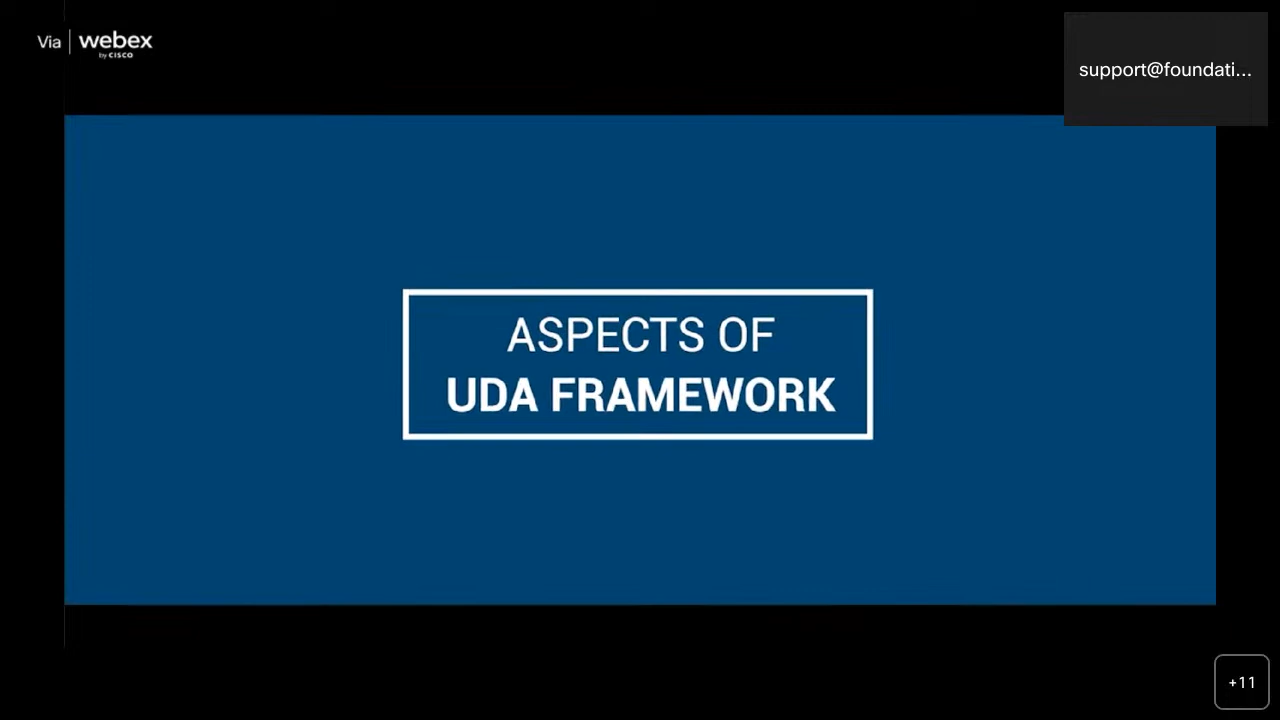 Via webex
by CISCO
support@foundati...
ASPECTS OF
UDA FRAMEWORK
+11